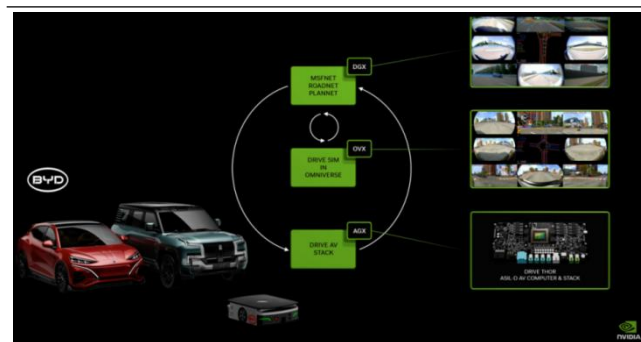 BYD
DGX
MSFNET
ROADNET
PLANNET
OVX
DRIVE SIM
IN
OMNIVERSE
AGX
DRIVE AV
STACK
DRIVE THOR
ASIL D AV COMPUTER & STACK
NVIDIA